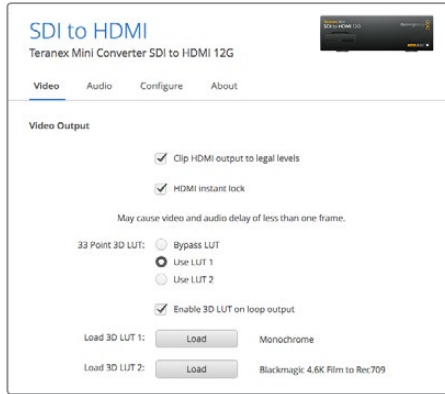 SDI to HDMI
Teranex Mini Converter SDI to HDMI 12G
Video Audio Configure About
Video Output
Clip HDMI output to legal levels
HDMI instant lock
May cause video and audio delay of less than one frame.
33 Point 3D LUT: Bypass LUT
Use LUT 1
Use LUT 2
Enable 3D LUT on loop output
Load 3D LUT 1: Load Monochrome
Load 3D LUT 2: Load Blackmagic 4.6K Film to Rec709